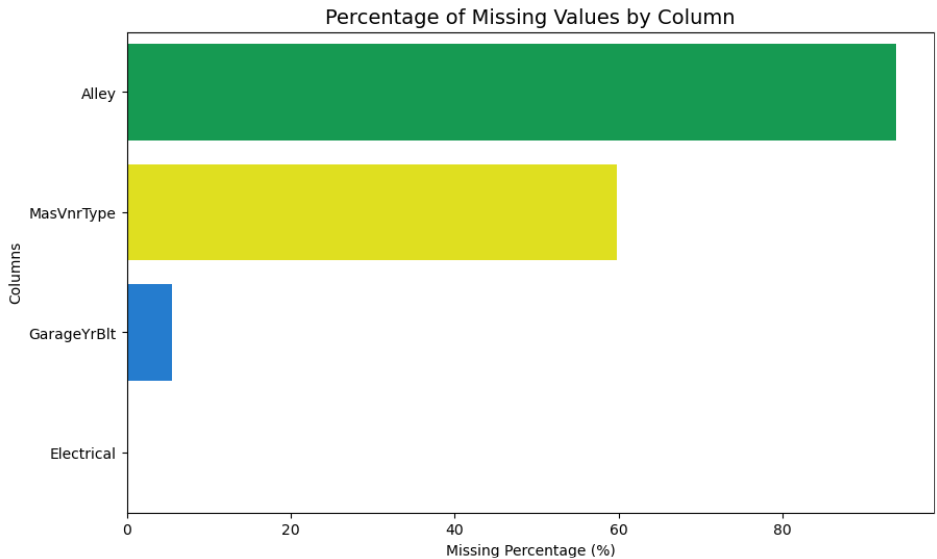 Percentage of Missing Values by Column
Alley
MasVnrType
GarageYrBlt
Electrical
Columns
0 20 40 60 80
Missing Percentage (%)